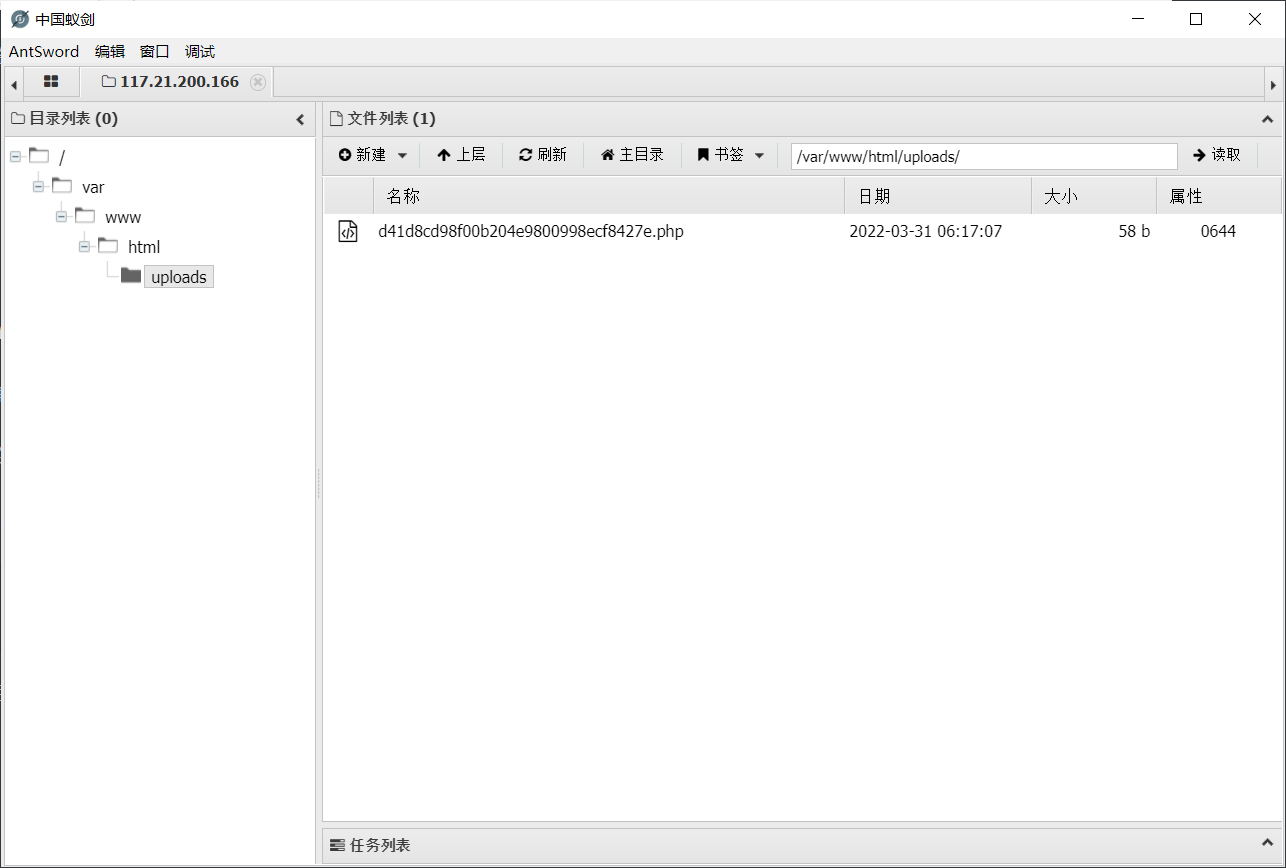 中国蚁剑
AntSword 编辑 窗口 调试
117.21.200.166
目录列表 (0)
文件列表 (1)
新建 上层 刷新 主目录 书签 /var/www/html/uploads/ 读取
/
var
www
html
uploads
名称 日期 大小 属性
d41d8cd98f00b204e9800998ecf8427e.php 2022-03-31 06:17:07 58 b 0644
任务列表